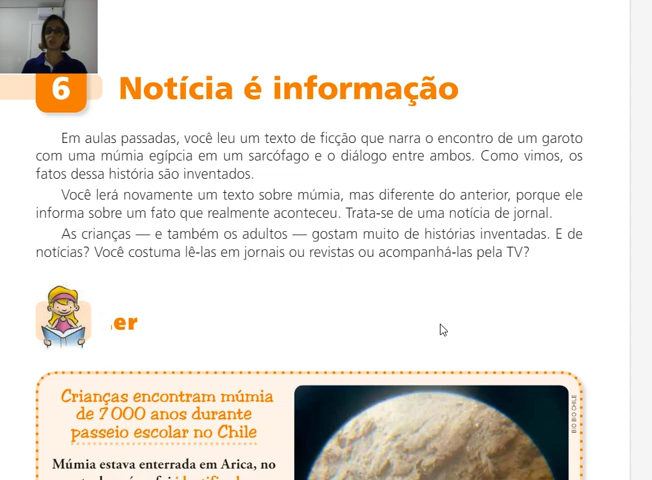 6 Notícia é informação
Em aulas passadas, você leu um texto de ficção que narra o encontro de um garoto
com uma múmia egípcia em um sarcófago e o diálogo entre ambos. Como vimos, os
fatos dessa história são inventados.
Você lerá novamente um texto sobre múmia, mas diferente do anterior, porque ele
informa sobre um fato que realmente aconteceu. Trata-se de uma notícia de jornal.
As crianças — e também os adultos — gostam muito de histórias inventadas. E de
notícias? Você costuma lê-las em jornais ou revistas ou acompanhá-las pela TV?
er
Crianças encontram múmia
de 7 000 anos durante
passeio escolar no Chile
Múmia estava enterrada em Arica, no
BIO BIO CHILE